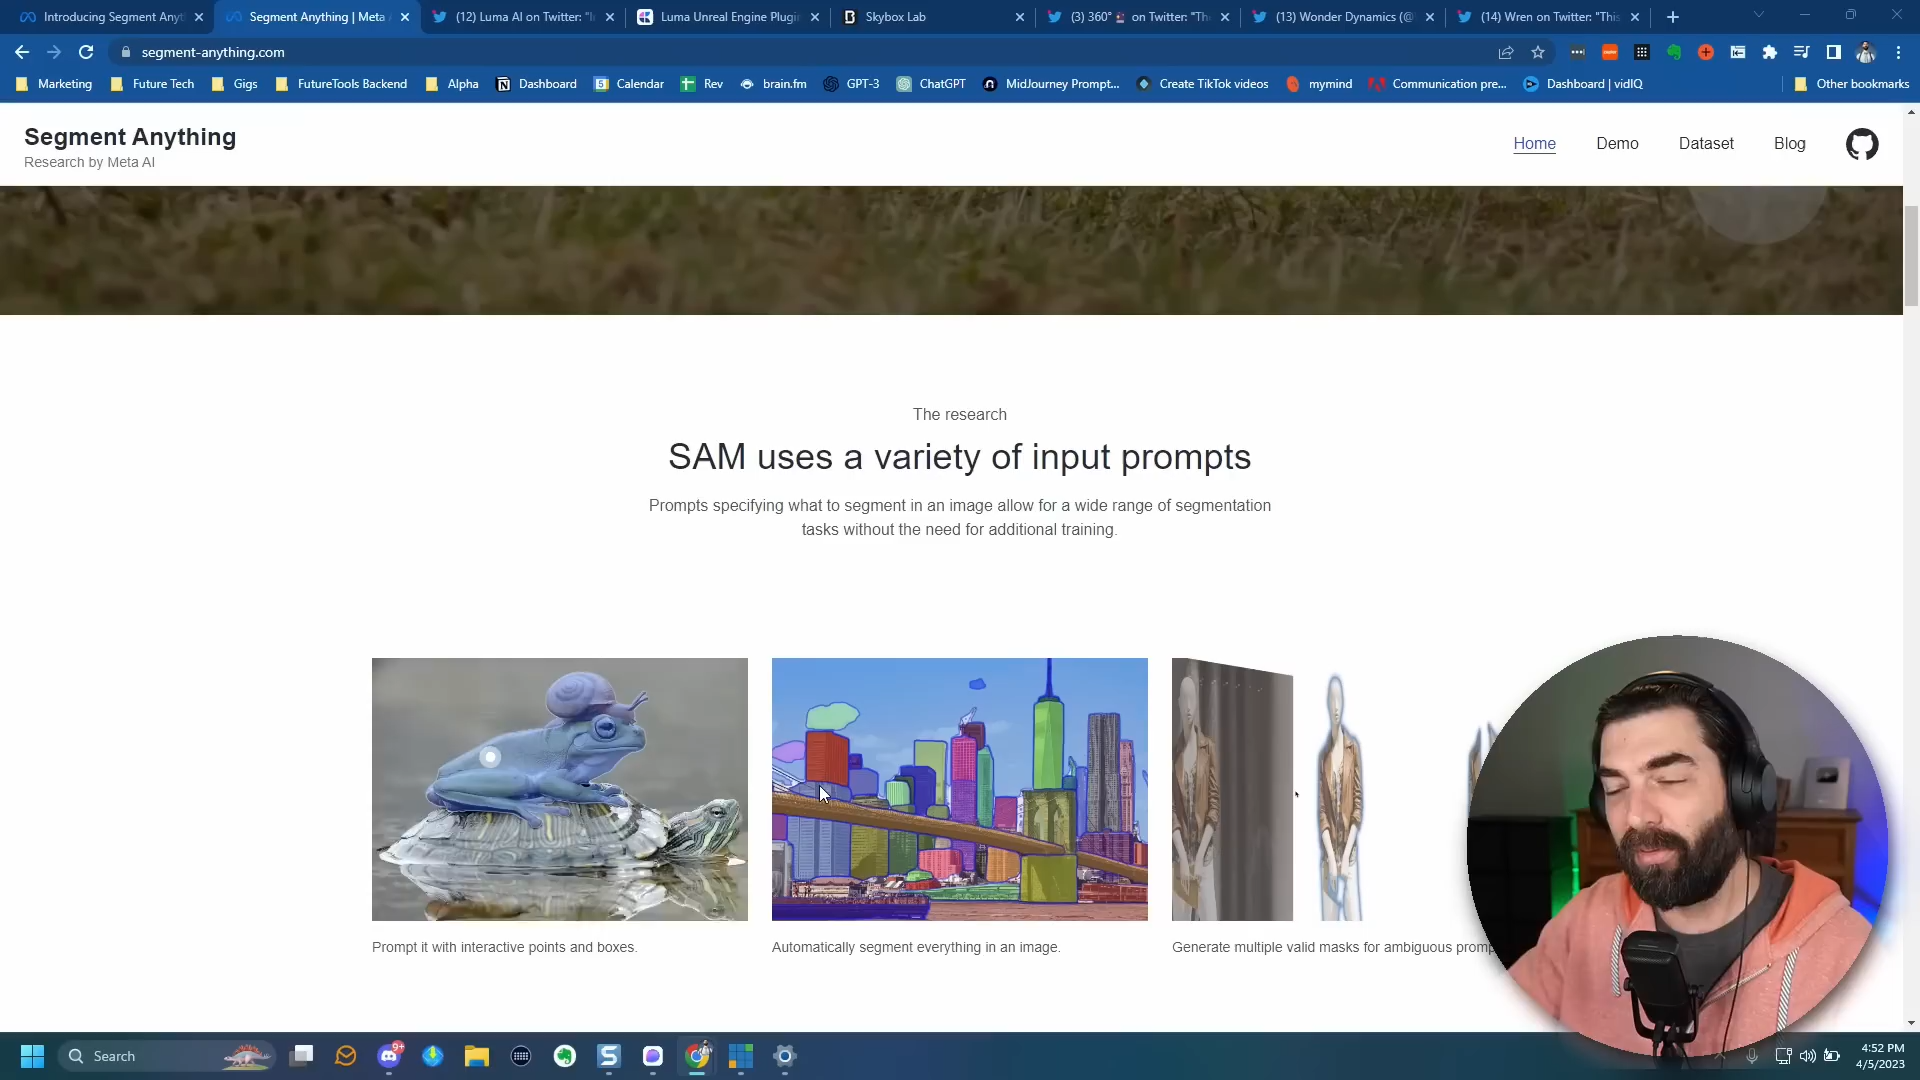 Introducing Segment Anyt
Segment Anything | Meta
(12) Luma AI on Twitter: "I
Luma Unreal Engine Plugi
Skybox Lab
(3) 360° on Twitter: "Th
(13) Wonder Dynamics (@
(14) Wren on Twitter: "This
segment-anything.com
Marketing
Future Tech
Gigs
FutureTools Backend
Alpha
Dashboard
Calendar
Rev
brain.fm
GPT-3
ChatGPT
MidJourney Prompt...
Create TikTok videos
mymind
Communication pre...
Dashboard | vidIQ
Other bookmarks
Segment Anything
Research by Meta AI
Home
Demo
Dataset
Blog
The research
SAM uses a variety of input prompts
Prompts specifying what to segment in an image allow for a wide range of segmentation
tasks without the need for additional training.
Prompt it with interactive points and boxes.
Automatically segment everything in an image.
Generate multiple valid masks for ambiguous promp
Search
9+
4:52 PM
4/5/2023